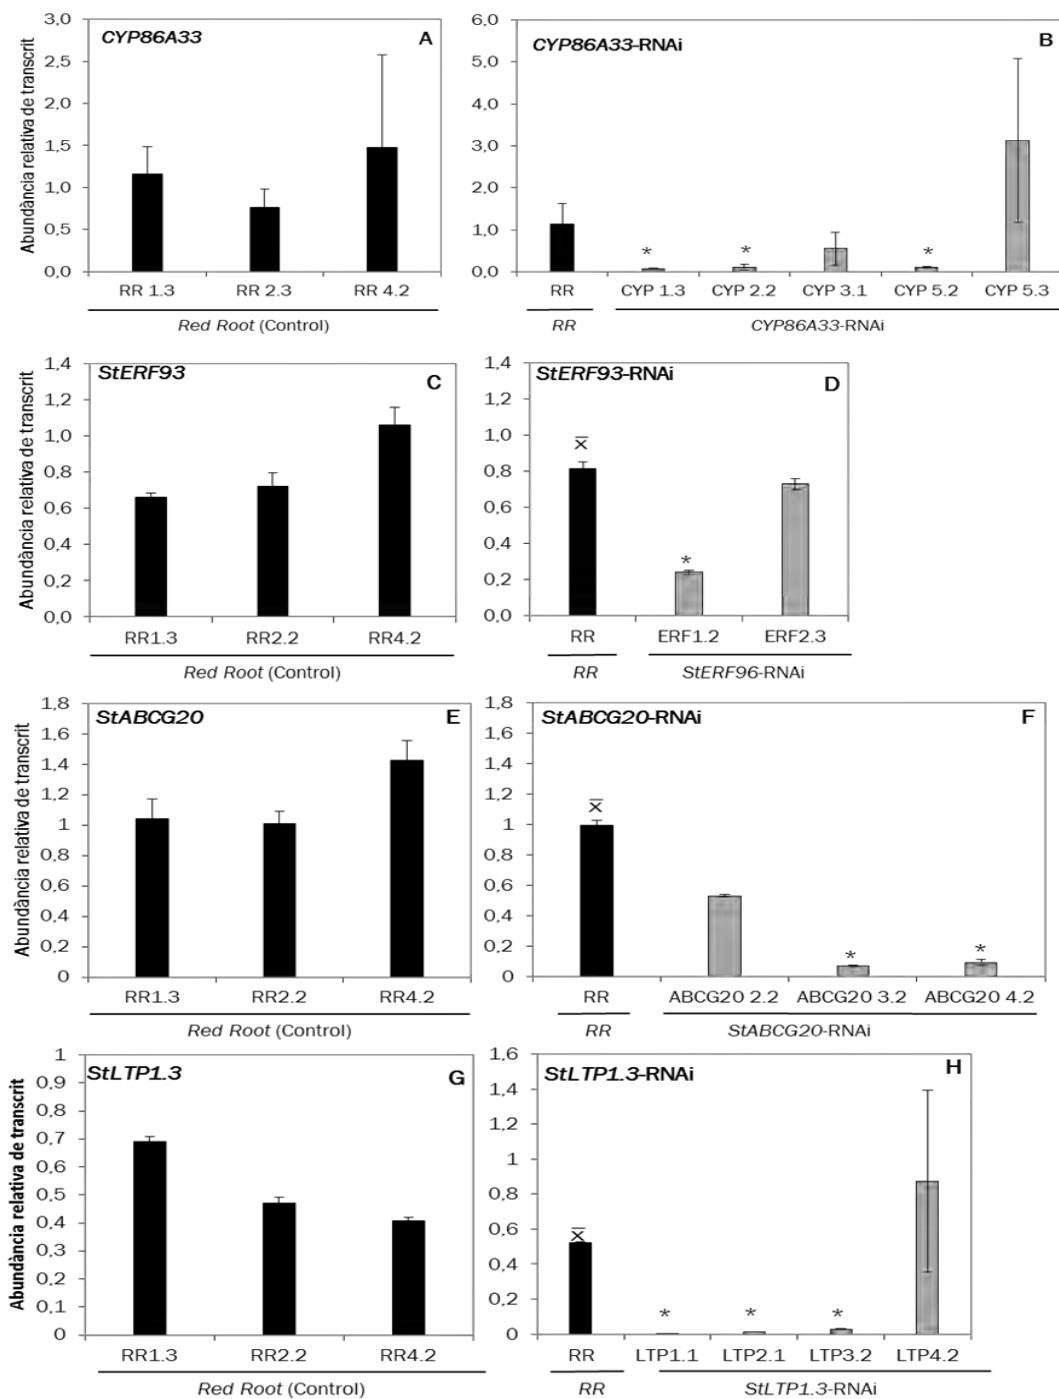 CYP86A33
A
Abundància relativa de transcrit
3,0
2,5
2,0
1,5
1,0
0,5
0,0
RR 1.3 RR 2.3 RR 4.2
Red Root (Control)
CYP86A33-RNAi
B
6,0
5,0
4,0
3,0
2,0
1,0
0,0
* * *
RR CYP 1.3 CYP 2.2 CYP 3.1 CYP 5.2 CYP 5.3
RR CYP86A33-RNAi
StERF93
C
Abundància relativa de transcrit
1,4
1,2
1,0
0,8
0,6
0,4
0,2
0,0
RR1.3 RR2.2 RR4.2
Red Root (Control)
StERF93-RNAi
D
1,4
1,2
1,0
0,8
0,6
0,4
0,2
0,0
x̅
*
RR ERF1.2 ERF2.3
RR StERF96-RNAi
StABCG20
E
Abundància relativa de transcrit
1,8
1,6
1,4
1,2
1
0,8
0,6
0,4
0,2
0
RR1.3 RR2.2 RR4.2
Red Root (Control)
StABCG20-RNAi
F
1,8
1,6
1,4
1,2
1
0,8
0,6
0,4
0,2
0
x̅
* *
RR ABCG20 2.2 ABCG20 3.2 ABCG20 4.2
RR StABCG20-RNAi
StLTP1.3
G
Abundància relativa de transcrit
1
0,9
0,8
0,7
0,6
0,5
0,4
0,3
0,2
0,1
0
RR1.3 RR2.2 RR4.2
Red Root (Control)
StLTP1.3-RNAi
H
1,6
1,4
1,2
1
0,8
0,6
0,4
0,2
0
x̅
* * *
RR LTP1.1 LTP2.1 LTP3.2 LTP4.2
RR StLTP1.3-RNAi